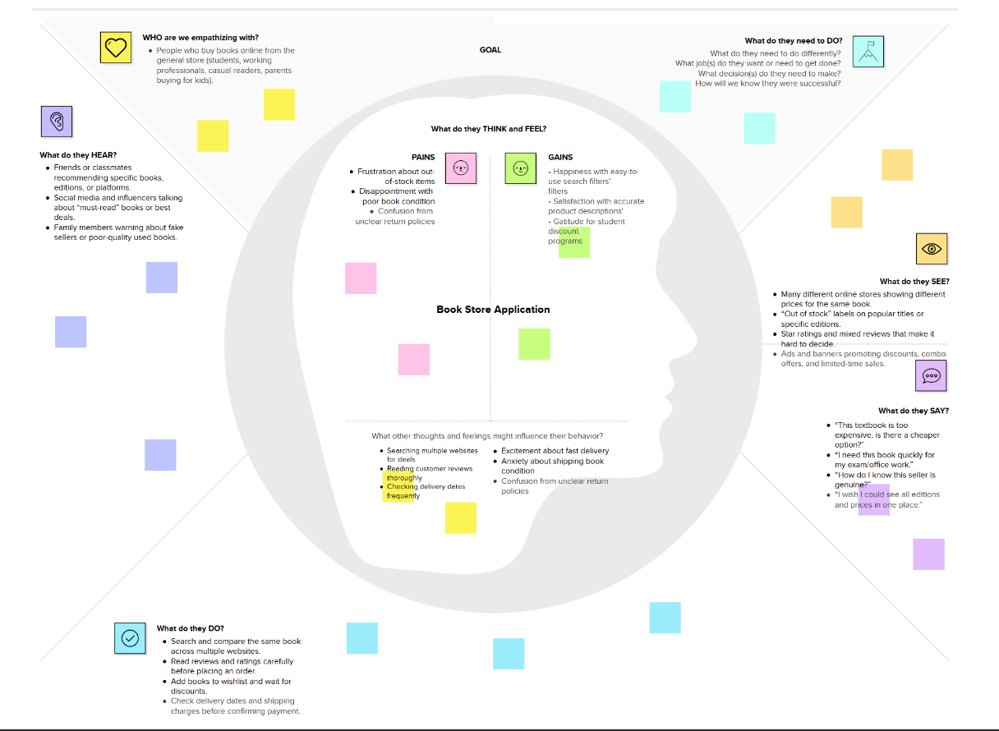 WHO are we empathizing with?
• People who buy books online from the
general store (students, working
professionals, casual readers, parents
buying for kids).
GOAL
What do they need to DO?
What do they need to do differently?
What job(s) do they want or need to get done?
What decision(s) do they need to make?
How will we know they were successful?
What do they HEAR?
• Friends or classmates
recommending specific books,
editions, or platforms.
• Social media and influencers talking
about “must-read” books or best
deals.
• Family members warning about fake
sellers or poor-quality used books.
What do they THINK and FEEL?
PAINS
• Frustration about out-
of-stock items
• Disappointment with
poor book condition
• Confusion from
unclear return policies
GAINS
• Happiness with easy-to-
use search filters'
filters
• Satisfaction with accurate
product descriptions'
• Gatitude for student
discount
programs
Book Store Application
What do they SEE?
• Many different online stores showing different
prices for the same book.
• “Out of stock” labels on popular titles or
specific editions.
• Star ratings and mixed reviews that make it
hard to decide.
• Ads and banners promoting discounts, combo
offers, and limited-time sales.
What do they SAY?
• “This textbook is too
expensive; is there a cheaper
option?”
• “I need this book quickly for
my exam/office work.”
• “How do I know this seller is
genuine?”
• “I wish I could see all editions
and prices in one place.”
What other thoughts and feelings might influence their behavior?
• Searching multiple websites
for deals
• Reading customer reviews
thoroughly
• Checking delivery dates
frequently
• Excitement about fast delivery
• Anxiety about shipping book
condition
• Confusion from unclear return
policies
What do they DO?
• Search and compare the same book
across multiple websites.
• Read reviews and ratings carefully
before placing an order.
• Add books to wishlist and wait for
discounts.
• Check delivery dates and shipping
charges before confirming payment.